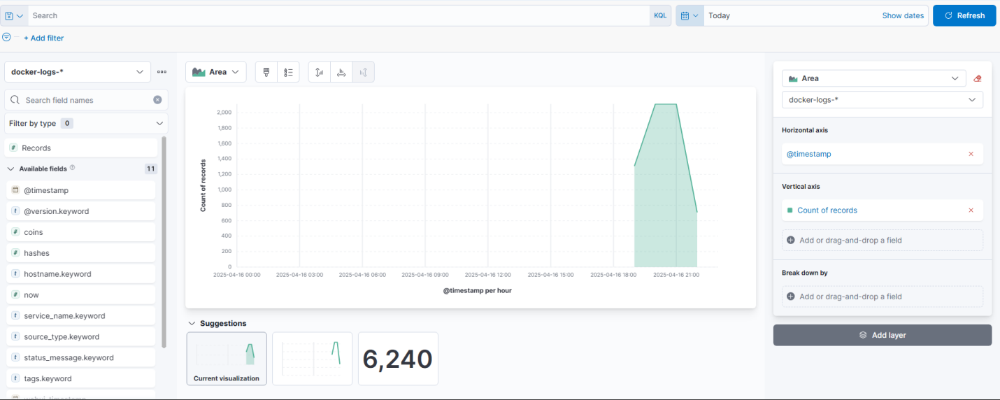 Search KQL Today Show dates Refresh
+ Add filter
docker-logs-*
Search field names
Filter by type 0
# Records
Available fields ? 11
@timestamp
t @version.keyword
# coins
# hashes
t hostname.keyword
# now
t service_name.keyword
t source_type.keyword
t status_message.keyword
t tags.keyword
Area
Count of records
2,000
1,800
1,600
1,400
1,200
1,000
800
600
400
200
0
2025-04-16 00:00 2025-04-16 03:00 2025-04-16 06:00 2025-04-16 09:00 2025-04-16 12:00 2025-04-16 15:00 2025-04-16 18:00 2025-04-16 21:00
@timestamp per hour
Suggestions
Current visualization
6,240
Area
docker-logs-*
Horizontal axis
@timestamp
Vertical axis
Count of records
Add or drag-and-drop a field
Break down by
Add or drag-and-drop a field
Add layer